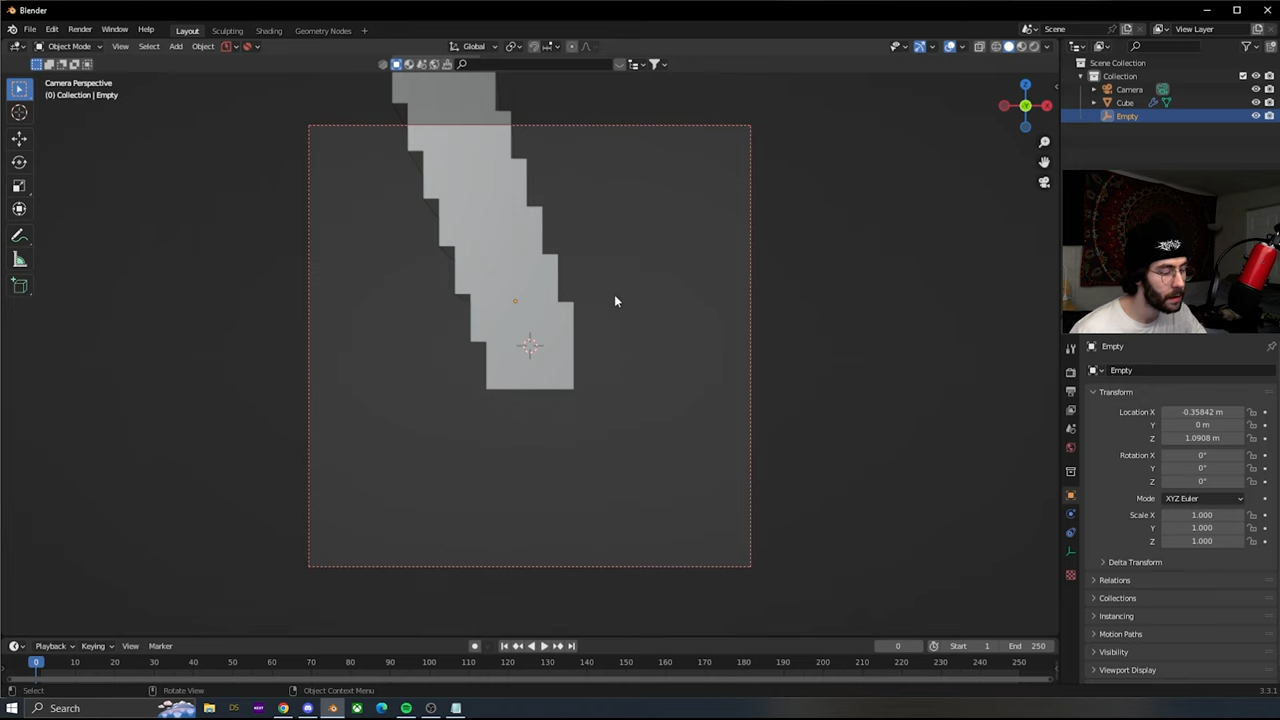 Blender
File Edit Render Window Help Layout Sculpting Shading Geometry Nodes Scene View Layer
Object Mode View Select Add Object Global
Scene Collection
Collection
Camera
Cube
Empty
Camera Perspective
(0) Collection | Empty
Z
Y
X
Empty
Empty
Transform
Location X -0.35842 m
Y 0 m
Z 1.0908 m
Rotation X 0°
Y 0°
Z 0°
Mode XYZ Euler
Scale X 1.000
Y 1.000
Z 1.000
Delta Transform
Relations
Collections
Instancing
Motion Paths
Visibility
Viewport Display
Playback Keying View Marker 0 Start 1 End 250
0 10 20 30 40 50 60 70 80 90 100 110 120 130 140 150 160 170 180 190 200 210 220 230 240 250
Select Rotate View Object Context Menu 3.3.1
Search DS NEXT